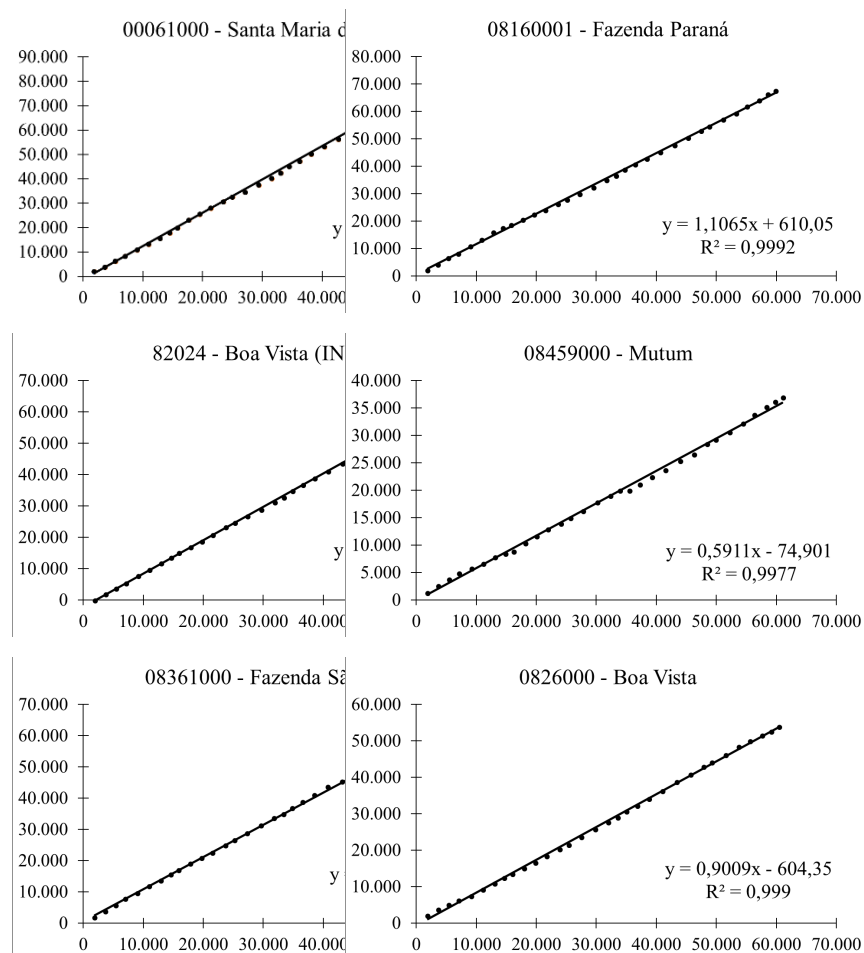 00061000 - Santa Maria d
90.000
80.000
70.000
60.000
50.000
40.000
30.000
20.000
10.000
0
y
0 10.000 20.000 30.000 40.000
08160001 - Fazenda Paraná
80.000
70.000
60.000
50.000
40.000
30.000
20.000
10.000
0
y = 1,1065x + 610,05
R² = 0,9992
0 10.000 20.000 30.000 40.000 50.000 60.000 70.000
82024 - Boa Vista (IN
70.000
60.000
50.000
40.000
30.000
20.000
10.000
0
y
0 10.000 20.000 30.000 40.000
08459000 - Mutum
40.000
35.000
30.000
25.000
20.000
15.000
10.000
5.000
0
y = 0,5911x - 74,901
R² = 0,9977
0 10.000 20.000 30.000 40.000 50.000 60.000 70.000
08361000 - Fazenda Sã
70.000
60.000
50.000
40.000
30.000
20.000
10.000
0
y
0 10.000 20.000 30.000 40.000
0826000 - Boa Vista
60.000
50.000
40.000
30.000
20.000
10.000
0
y = 0,9009x - 604,35
R² = 0,999
0 10.000 20.000 30.000 40.000 50.000 60.000 70.000